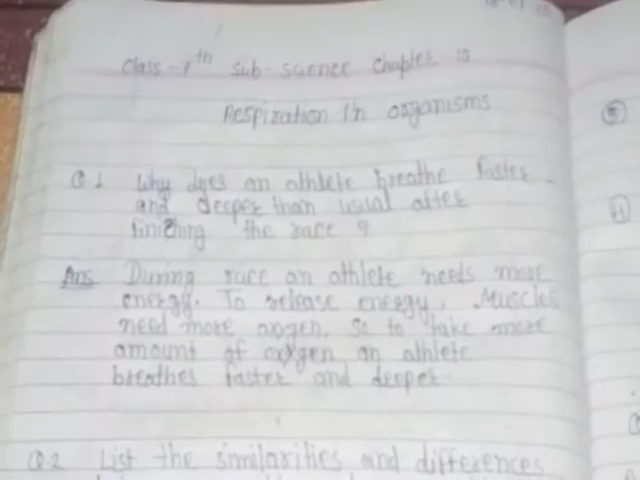 Class - 7th Sub - Science Chapter 10
Respiration in organisms
Q 1 Why does an athlete breathe faster
and deeper than usual after
finishing the race ?
Ans During race an athlete needs more
energy. To release energy, Muscles
need more oxygen, so to take more
amount of oxygen an athlete
breathes faster and deeper.
Q.2 List the similarities and differences